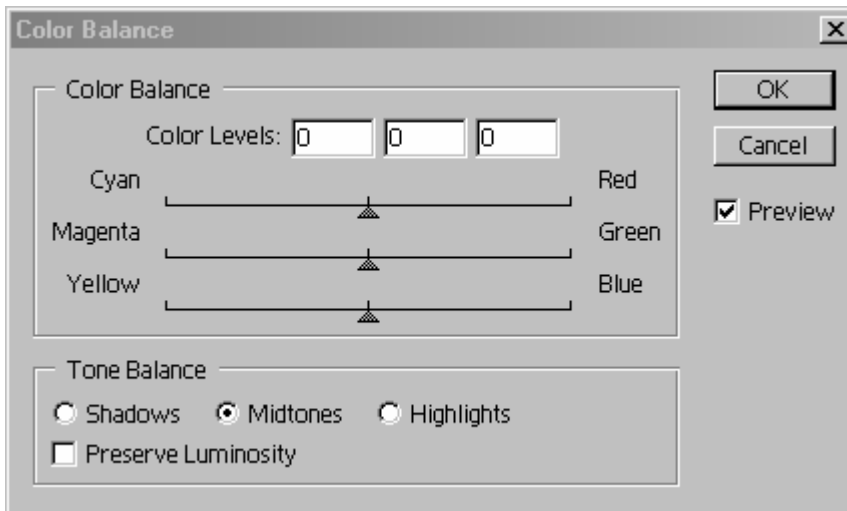 Color Balance
Color Balance
OK
Color Levels: 0 0 0
Cancel
Cyan Red
Preview
Magenta Green
Yellow Blue
Tone Balance
Shadows Midtones Highlights
Preserve Luminosity